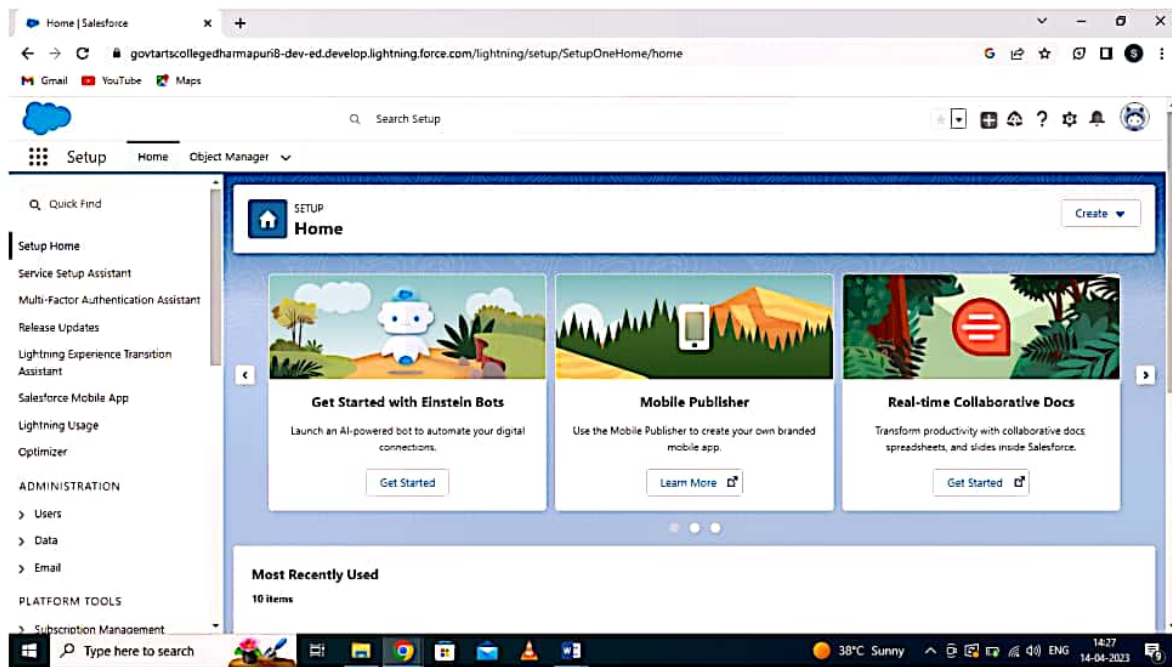 Home | Salesforce
govtartscollegedharmapuri8-dev-ed.develop.lightning.force.com/lightning/setup/SetupOneHome/home
G
S
Gmail YouTube Maps
Search Setup
Setup Home Object Manager
Quick Find
Setup Home
Service Setup Assistant
Multi-Factor Authentication Assistant
Release Updates
Lightning Experience Transition
Assistant
Salesforce Mobile App
Lightning Usage
Optimizer
ADMINISTRATION
Users
Data
Email
PLATFORM TOOLS
Subscription Management
SETUP
Home
Create
Get Started with Einstein Bots
Launch an AI-powered bot to automate your digital
connections.
Get Started
Mobile Publisher
Use the Mobile Publisher to create your own branded
mobile app.
Learn More
Real-time Collaborative Docs
Transform productivity with collaborative docs,
spreadsheets, and slides inside Salesforce.
Get Started
Most Recently Used
10 items
Type here to search
38°C Sunny
ENG
14:27
14-04-2023